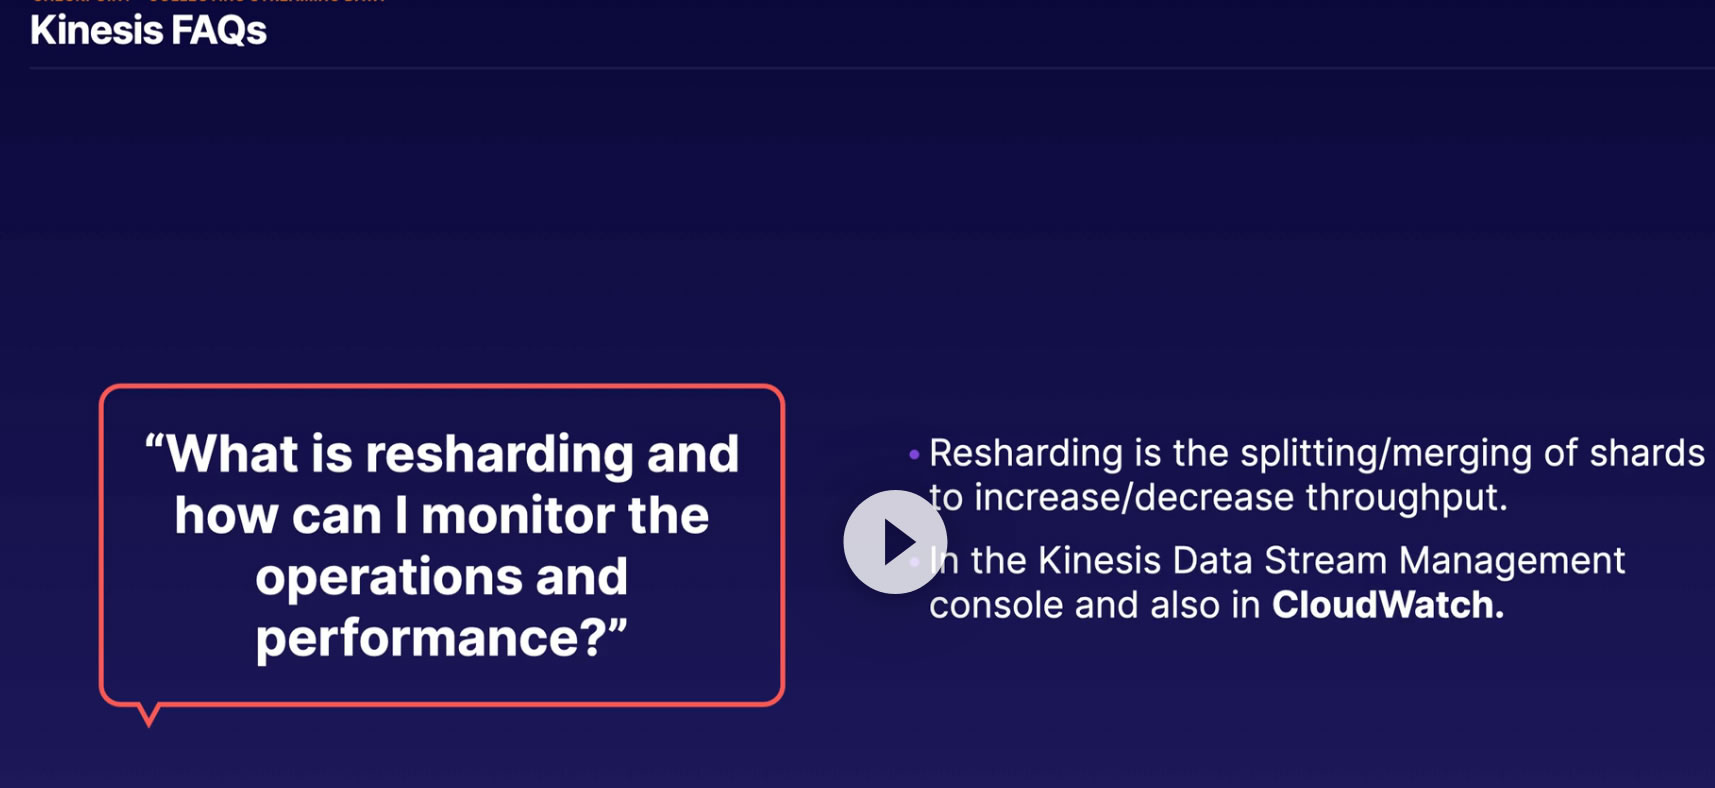 Kinesis FAQs
“What is resharding and
how can I monitor the
operations and
performance?”
• Resharding is the splitting/merging of shards
to increase/decrease throughput.
• In the Kinesis Data Stream Management
console and also in CloudWatch.